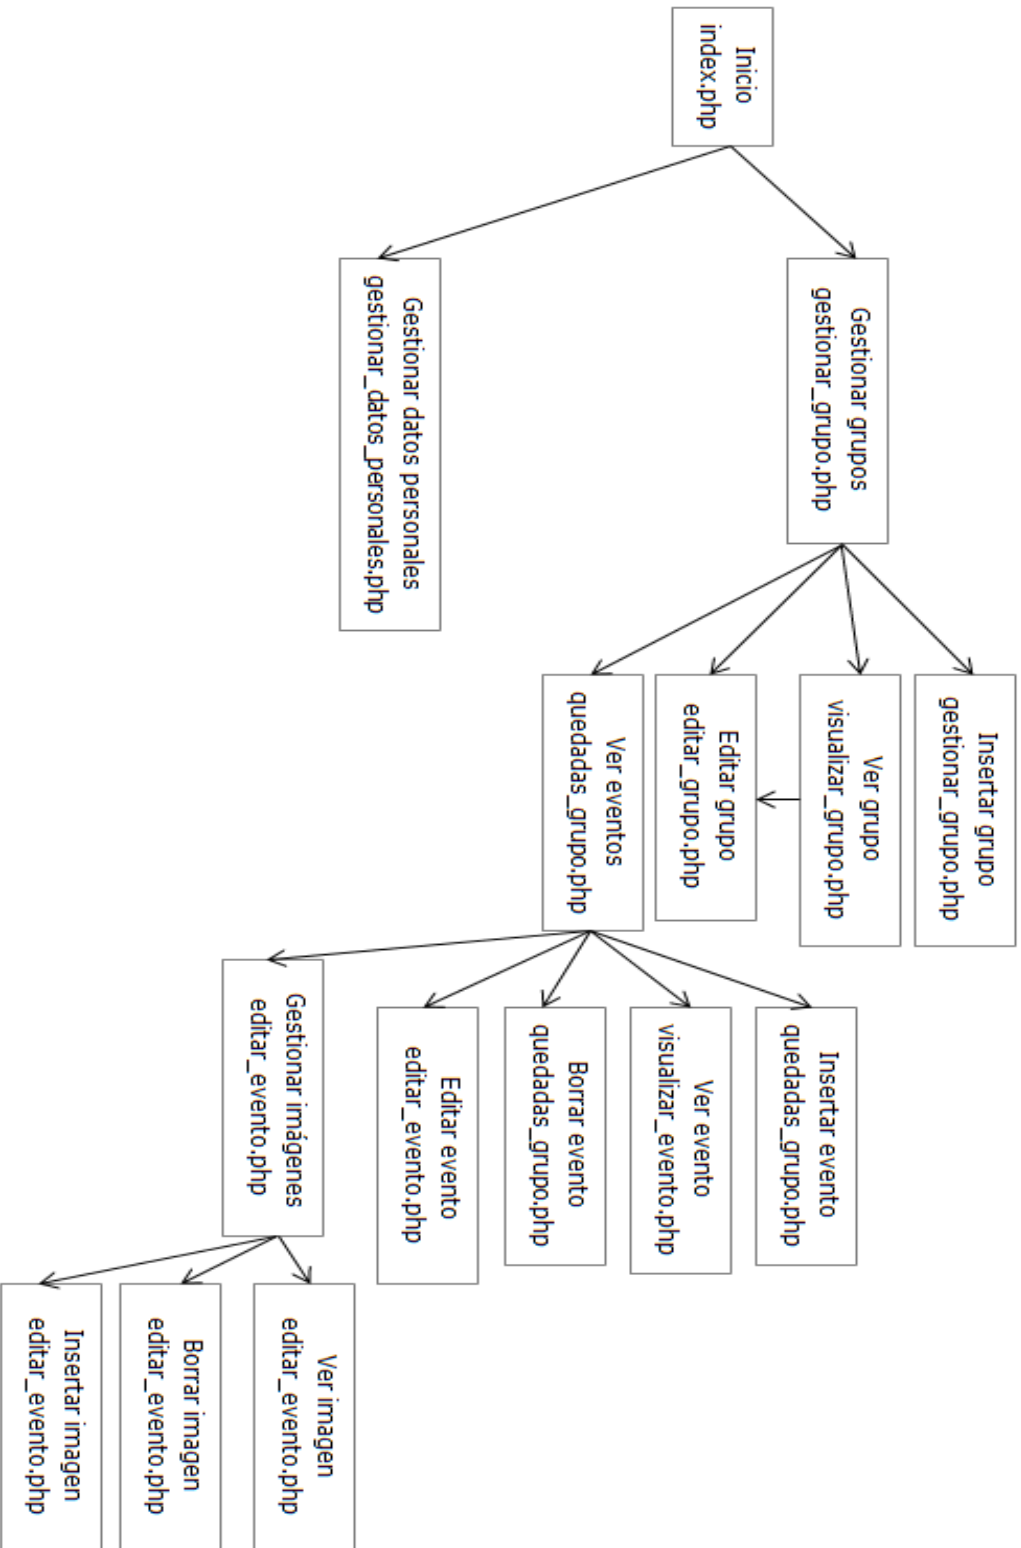 Inicio
index.php
Gestionar grupos
gestionar_grupo.php
Gestionar datos personales
gestionar_datos_personales.php
Insertar grupo
gestionar_grupo.php
Ver grupo
visualizar_grupo.php
Editar grupo
editar_grupo.php
Ver eventos
quedadas_grupo.php
Insertar evento
quedadas_grupo.php
Ver evento
visualizar_evento.php
Borrar evento
quedadas_grupo.php
Editar evento
editar_evento.php
Gestionar imágenes
editar_evento.php
Ver imagen
editar_evento.php
Borrar imagen
editar_evento.php
Insertar imagen
editar_evento.php